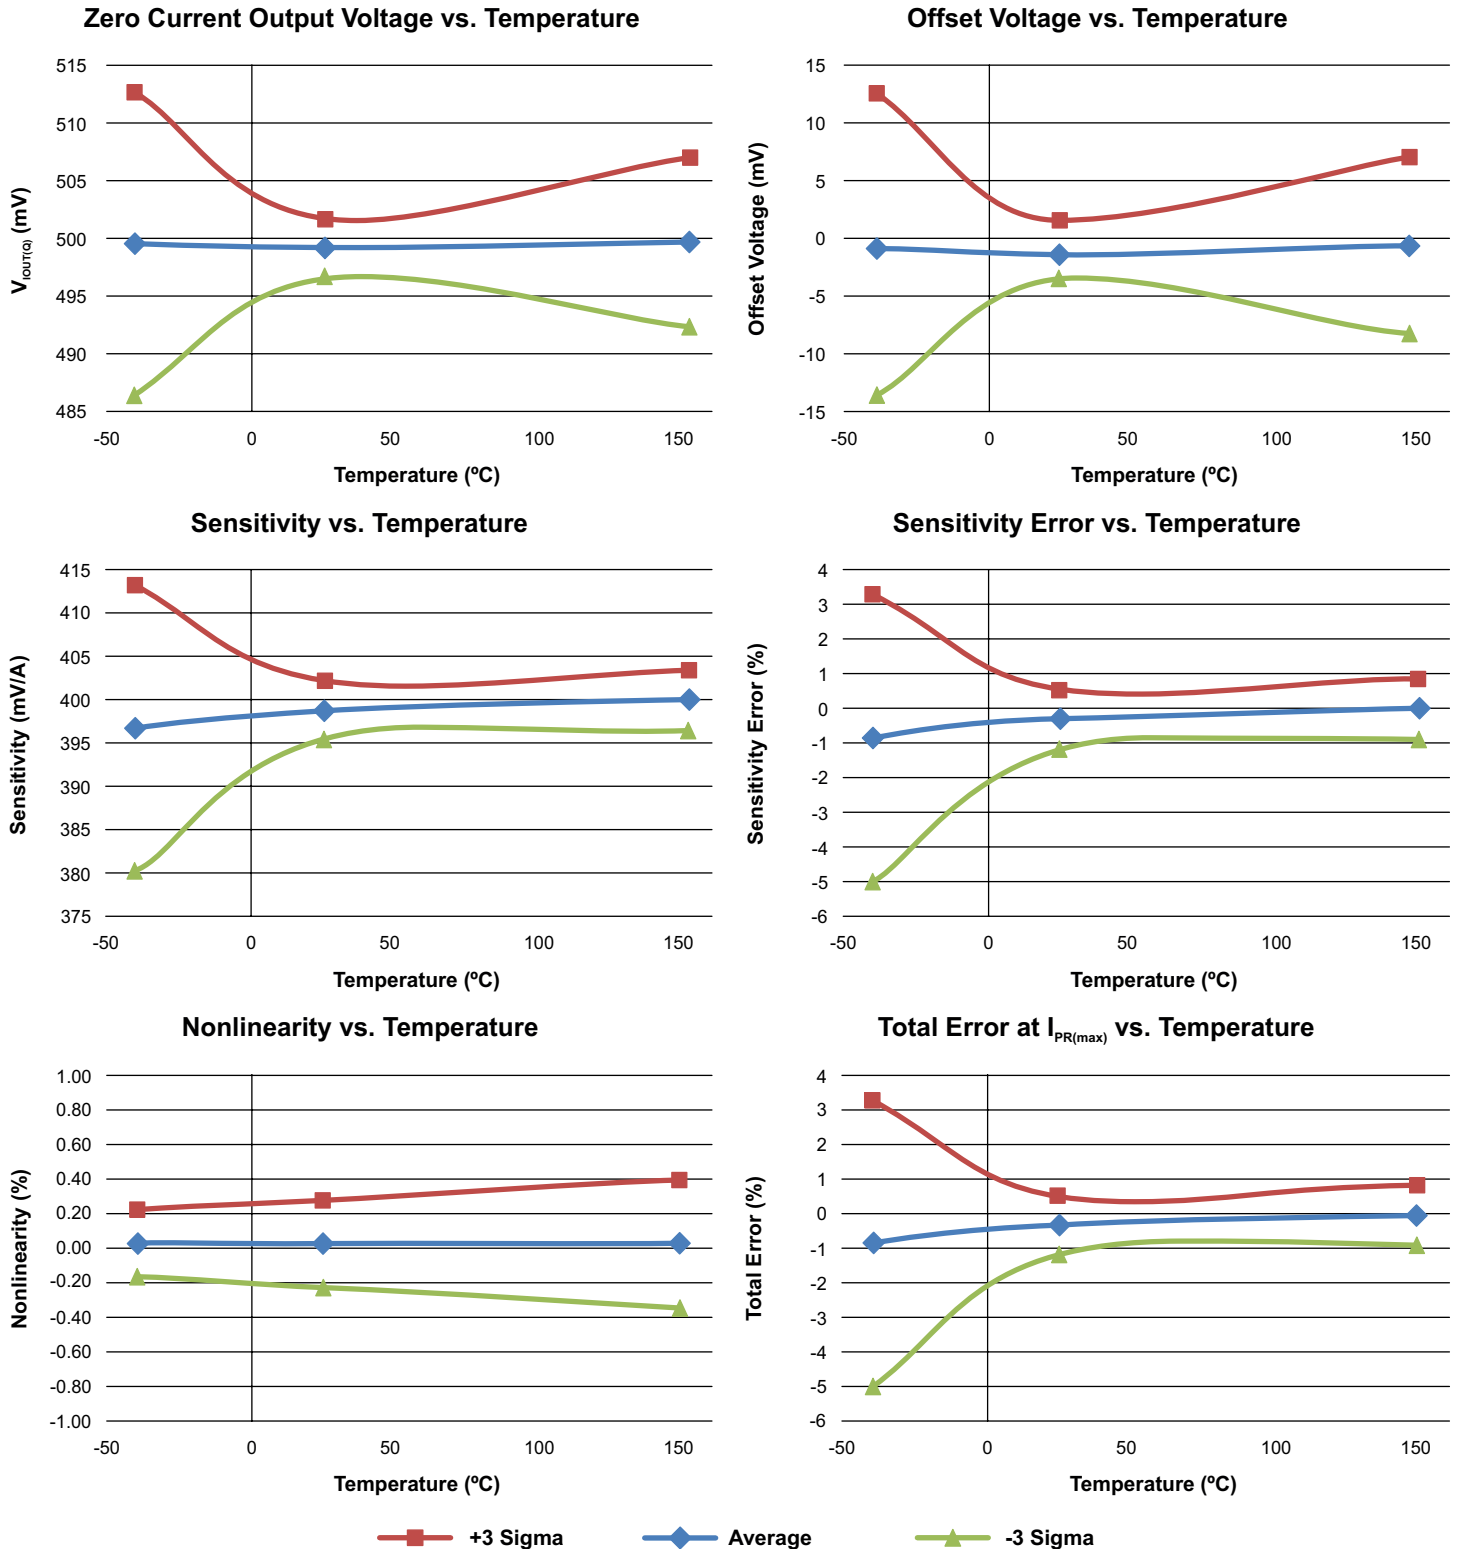 Zero Current Output Voltage vs. Temperature
515
510
505
500
495
490
485
-50 0 50 100 150
VIOUT(Q) (mV)
Temperature (ºC)
Offset Voltage vs. Temperature
15
10
5
0
-5
-10
-15
-50 0 50 100 150
Offset Voltage (mV)
Temperature (ºC)
Sensitivity vs. Temperature
415
410
405
400
395
390
385
380
375
-50 0 50 100 150
Sensitivity (mV/A)
Temperature (ºC)
Sensitivity Error vs. Temperature
4
3
2
1
0
-1
-2
-3
-4
-5
-6
-50 0 50 100 150
Sensitivity Error (%)
Temperature (ºC)
Nonlinearity vs. Temperature
1.00
0.80
0.60
0.40
0.20
0.00
-0.20
-0.40
-0.60
-0.80
-1.00
-50 0 50 100 150
Nonlinearity (%)
Temperature (ºC)
Total Error at IPR(max) vs. Temperature
4
3
2
1
0
-1
-2
-3
-4
-5
-6
-50 0 50 100 150
Total Error (%)
Temperature (ºC)
+3 Sigma Average -3 Sigma